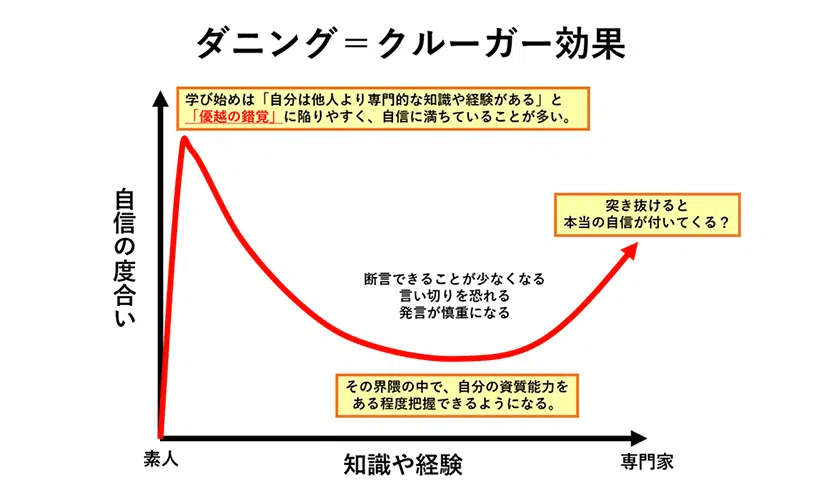 ダニング＝クルーガー効果
学び始めは「自分は他人より専門的な知識や経験がある」と
「優越の錯覚」に陥りやすく、自信に満ちていることが多い。
自信の度合い
突き抜けると
本当の自信が付いてくる？
断言できることが少なくなる
言い切りを恐れる
発言が慎重になる
その界隈の中で、自分の資質能力を
ある程度把握できるようになる。
素人
知識や経験
専門家